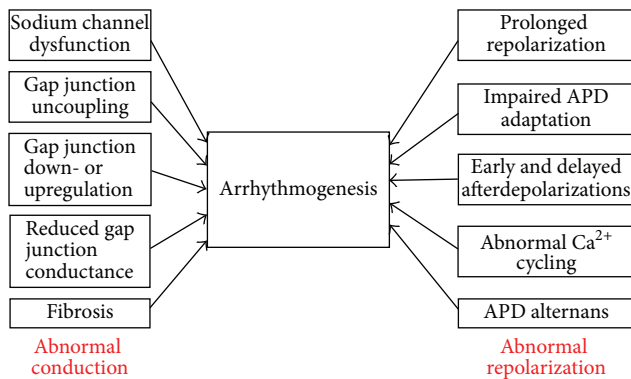 Sodium channel
dysfunction
Gap junction
uncoupling
Gap junction
down- or
upregulation
Reduced gap
junction
conductance
Fibrosis
Abnormal
conduction
Arrhythmogenesis
Prolonged
repolarization
Impaired APD
adaptation
Early and delayed
afterdepolarizations
Abnormal Ca²⁺
cycling
APD alternans
Abnormal
repolarization